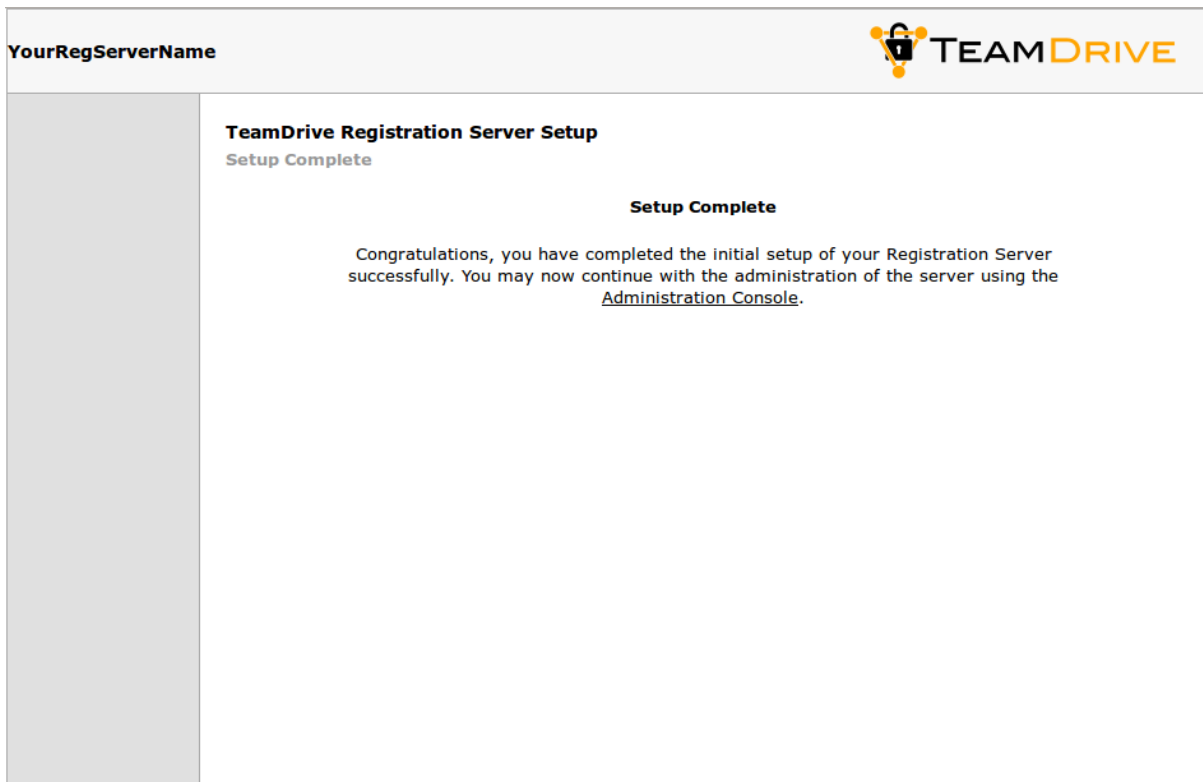 YourRegServerName
TEAMDRIVE
TeamDrive Registration Server Setup
Setup Complete
Setup Complete
Congratulations, you have completed the initial setup of your Registration Server
successfully. You may now continue with the administration of the server using the
Administration Console.